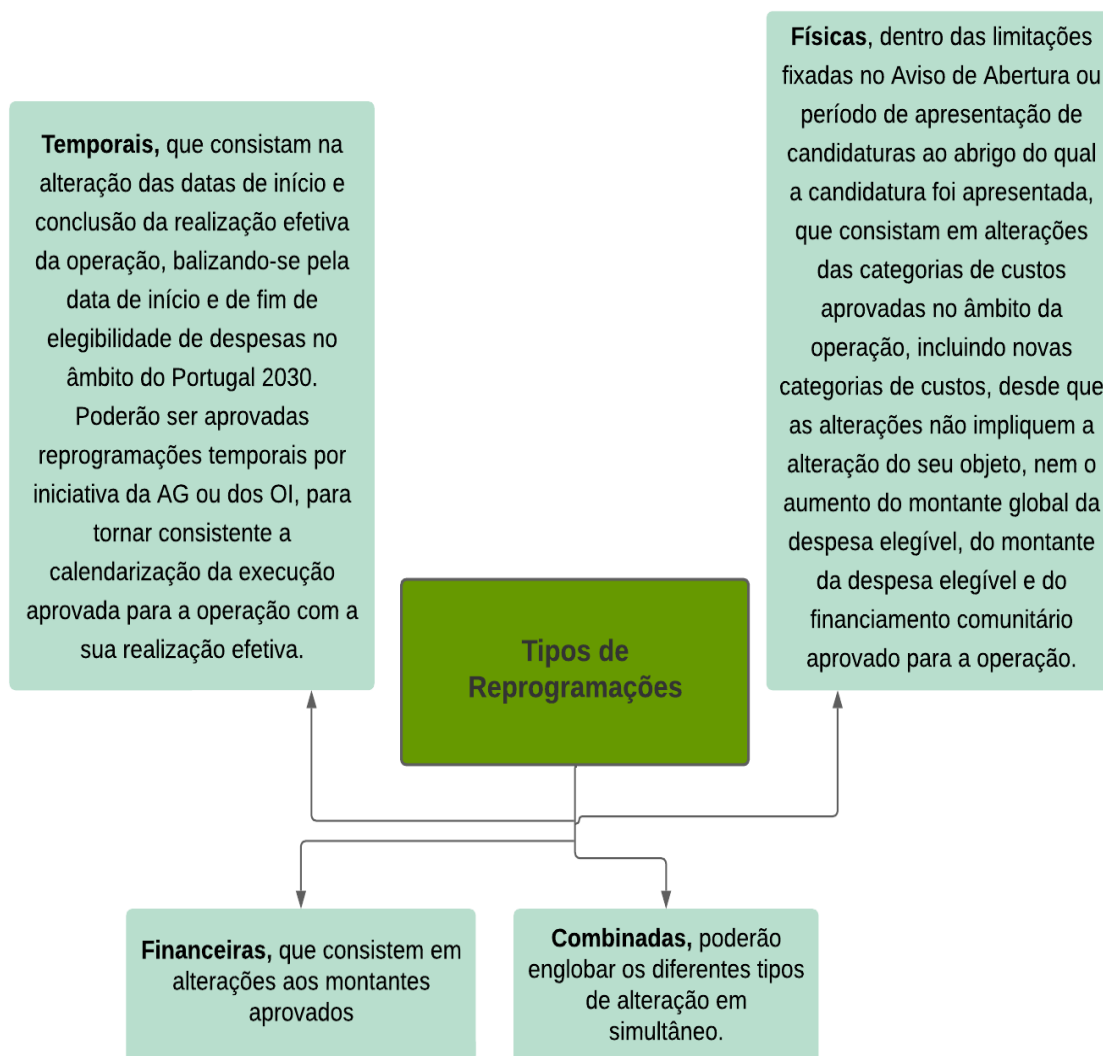 Temporais, que consistam na
alteração das datas de início e
conclusão da realização efetiva
da operação, balizando-se pela
data de início e de fim de
elegibilidade de despesas no
âmbito do Portugal 2030.
Poderão ser aprovadas
reprogramações temporais por
iniciativa da AG ou dos OI, para
tornar consistente a
calendarização da execução
aprovada para a operação com a
sua realização efetiva.
Físicas, dentro das limitações
fixadas no Aviso de Abertura ou
período de apresentação de
candidaturas ao abrigo do qual
a candidatura foi apresentada,
que consistam em alterações
das categorias de custos
aprovadas no âmbito da
operação, incluindo novas
categorias de custos, desde que
as alterações não impliquem a
alteração do seu objeto, nem o
aumento do montante global da
despesa elegível, do montante
da despesa elegível e do
financiamento comunitário
aprovado para a operação.
Tipos de
Reprogramações
Financeiras, que consistem em
alterações aos montantes
aprovados
Combinadas, poderão
englobar os diferentes tipos
de alteração em
simultâneo.